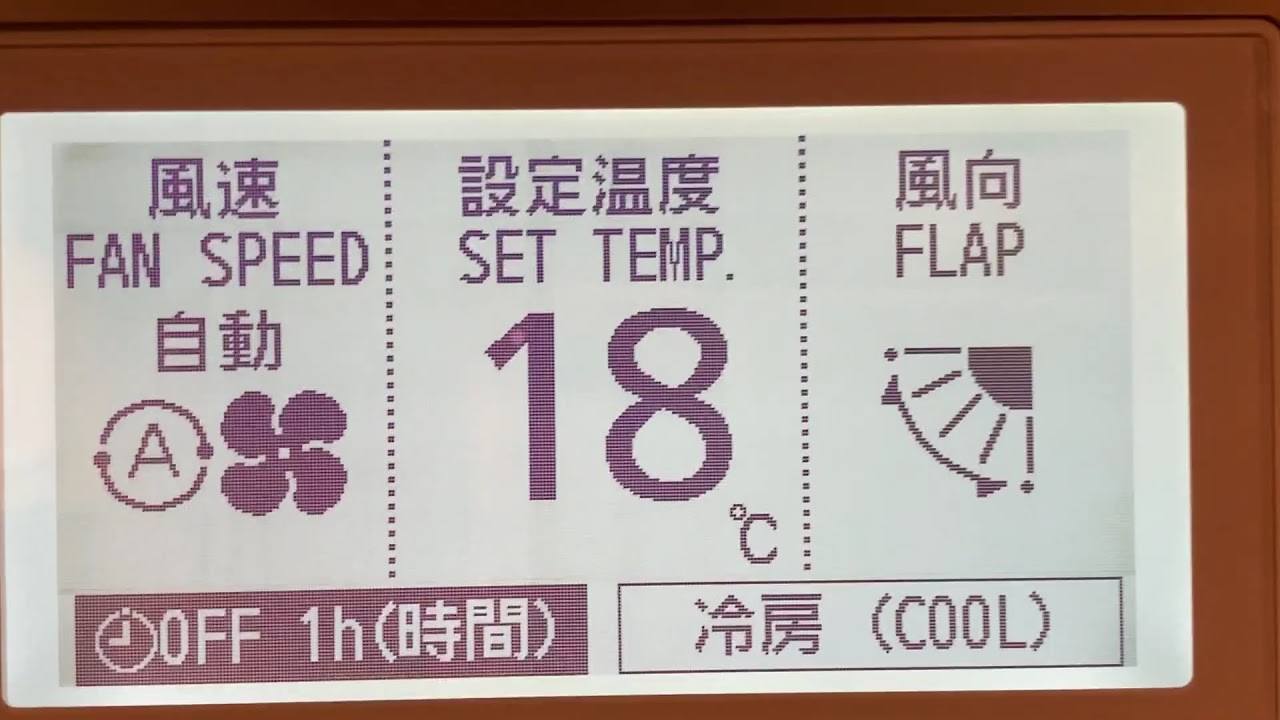 風速
FAN SPEED
自動
A
設定温度
SET TEMP.
18
℃
風向
FLAP
OFF 1h(時間)
冷房 (COOL)